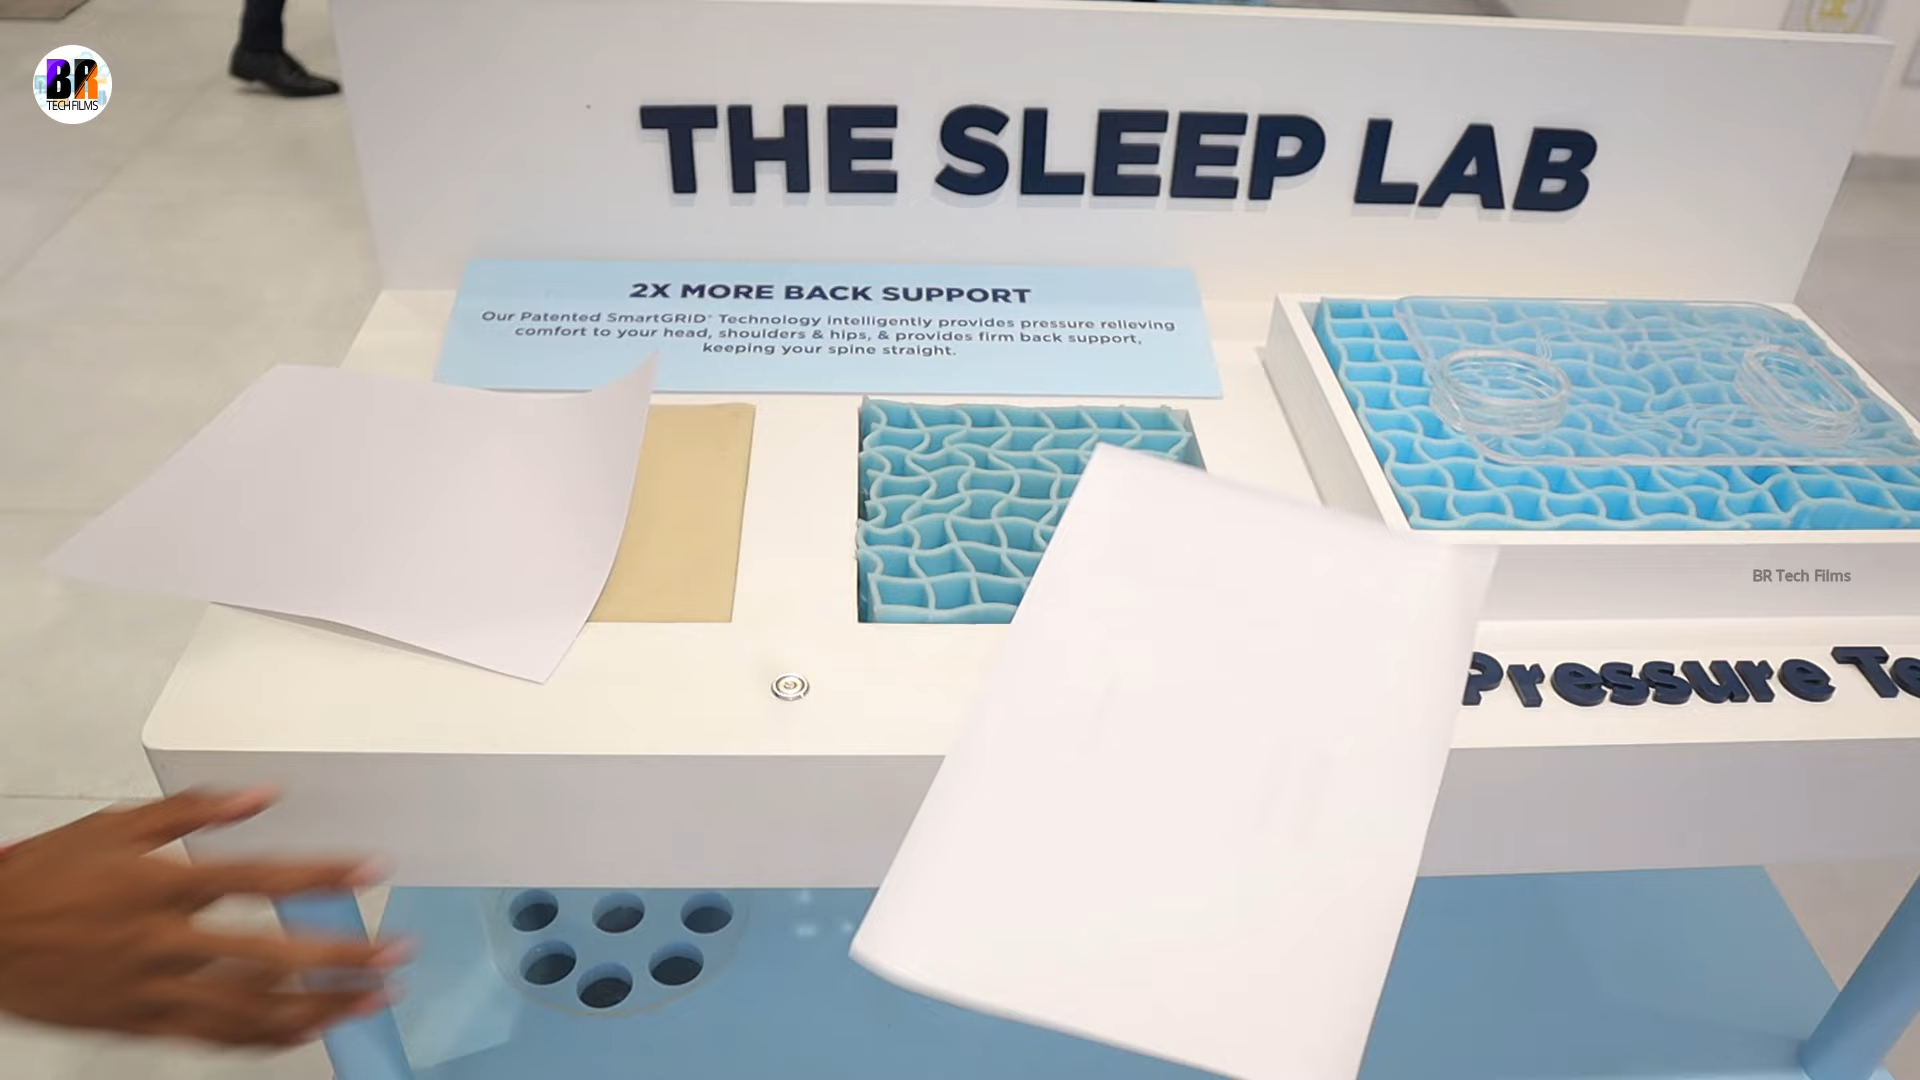 BR
TECH FILMS
THE SLEEP LAB
2X MORE BACK SUPPORT
Our Patented SmartGRID® Technology intelligently provides pressure relieving
comfort to your head, shoulders & hips, & provides firm back support,
keeping your spine straight.
BR Tech Films
Pressure Te